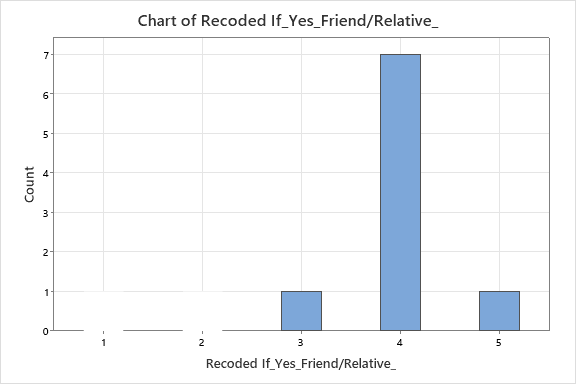 Chart of Recoded If_Yes_Friend/Relative_
7
6
5
4
3
2
1
0
Count
1 2 3 4 5
Recoded If_Yes_Friend/Relative_